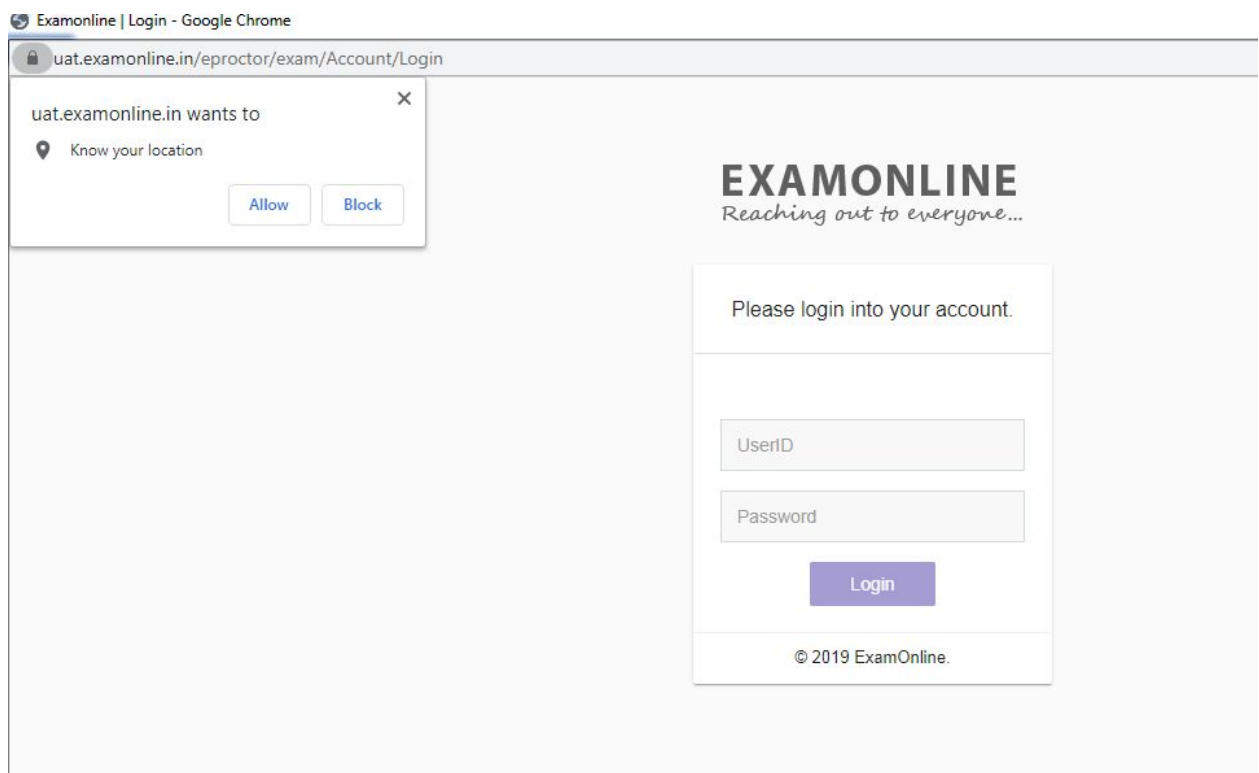 Examonline | Login - Google Chrome
uat.examonline.in/eproctor/exam/Account/Login
uat.examonline.in wants to
Know your location
Allow Block
EXAMONLINE
Reaching out to everyone...
Please login into your account.
UserID
Password
Login
© 2019 ExamOnline.